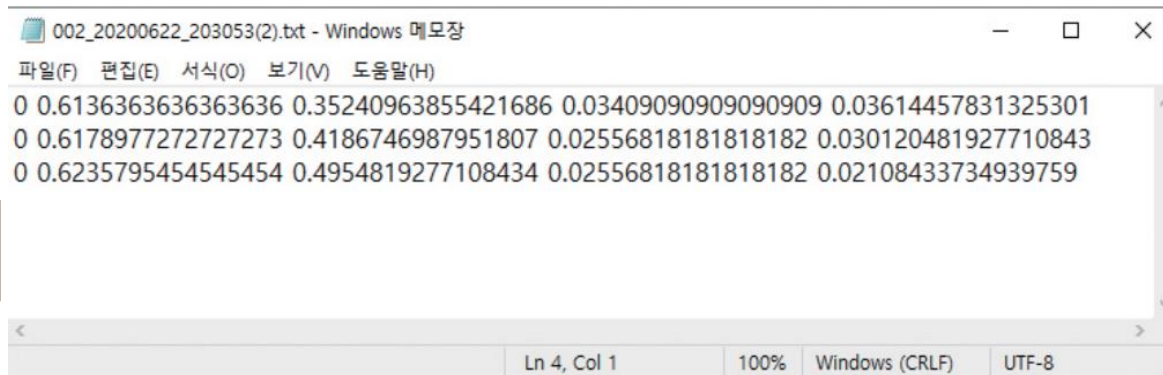 002_20200622_203053(2).txt - Windows 메모장
파일(F) 편집(E) 서식(O) 보기(V) 도움말(H)
0 0.6136363636363636 0.35240963855421686 0.03409090909090909 0.03614457831325301
0 0.6178977272727273 0.4186746987951807 0.02556818181818182 0.030120481927710843
0 0.6235795454545454 0.4954819277108434 0.02556818181818182 0.02108433734939759
Ln 4, Col 1 100% Windows (CRLF) UTF-8